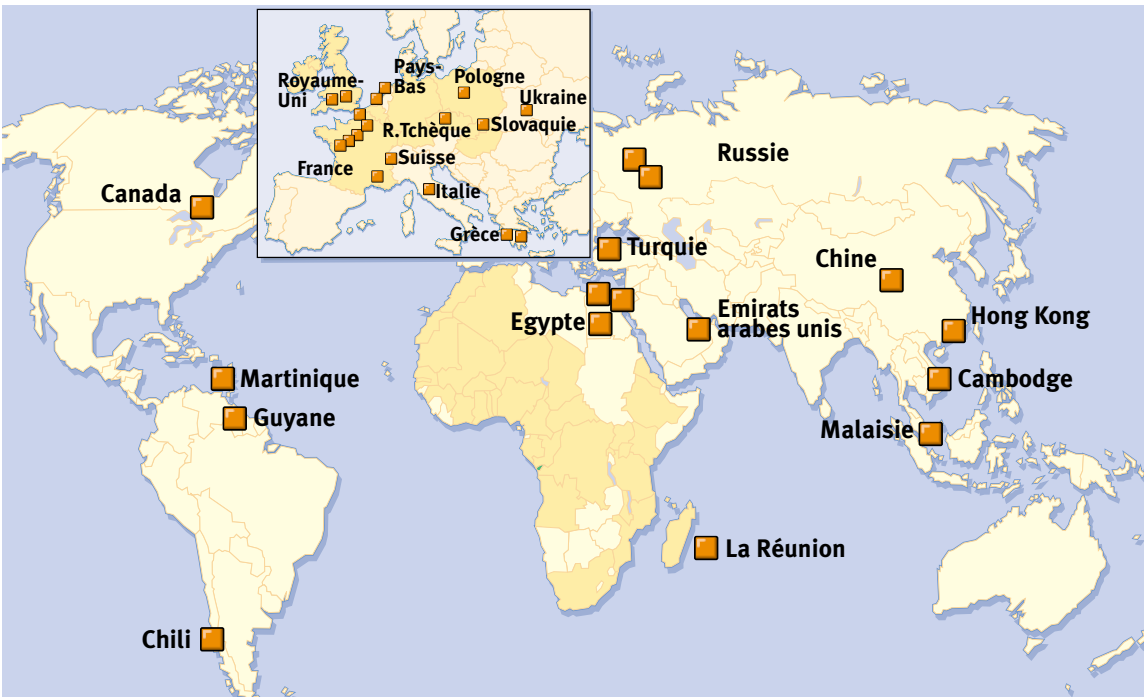 Royaume-
Uni
Pays-
Bas
Pologne
Ukraine
R.Tchèque
Slovaquie
France
Suisse
Italie
Grèce
Canada
Russie
Turquie
Chine
Egypte
Emirats
arabes unis
Hong Kong
Martinique
Cambodge
Guyane
Malaisie
La Réunion
Chili